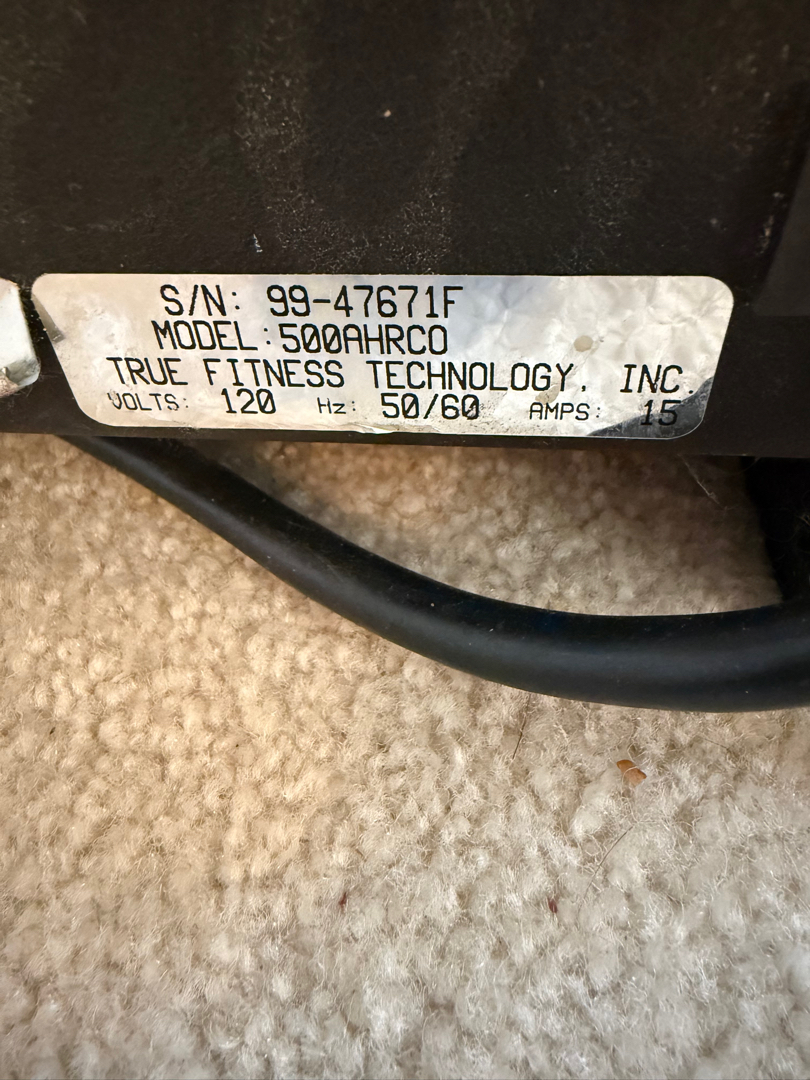 S/N: 99-47671F
MODEL:500AHRCO
TRUE FITNESS TECHNOLOGY, INC.
VOLTS: 120 Hz: 50/60 AMPS: 15